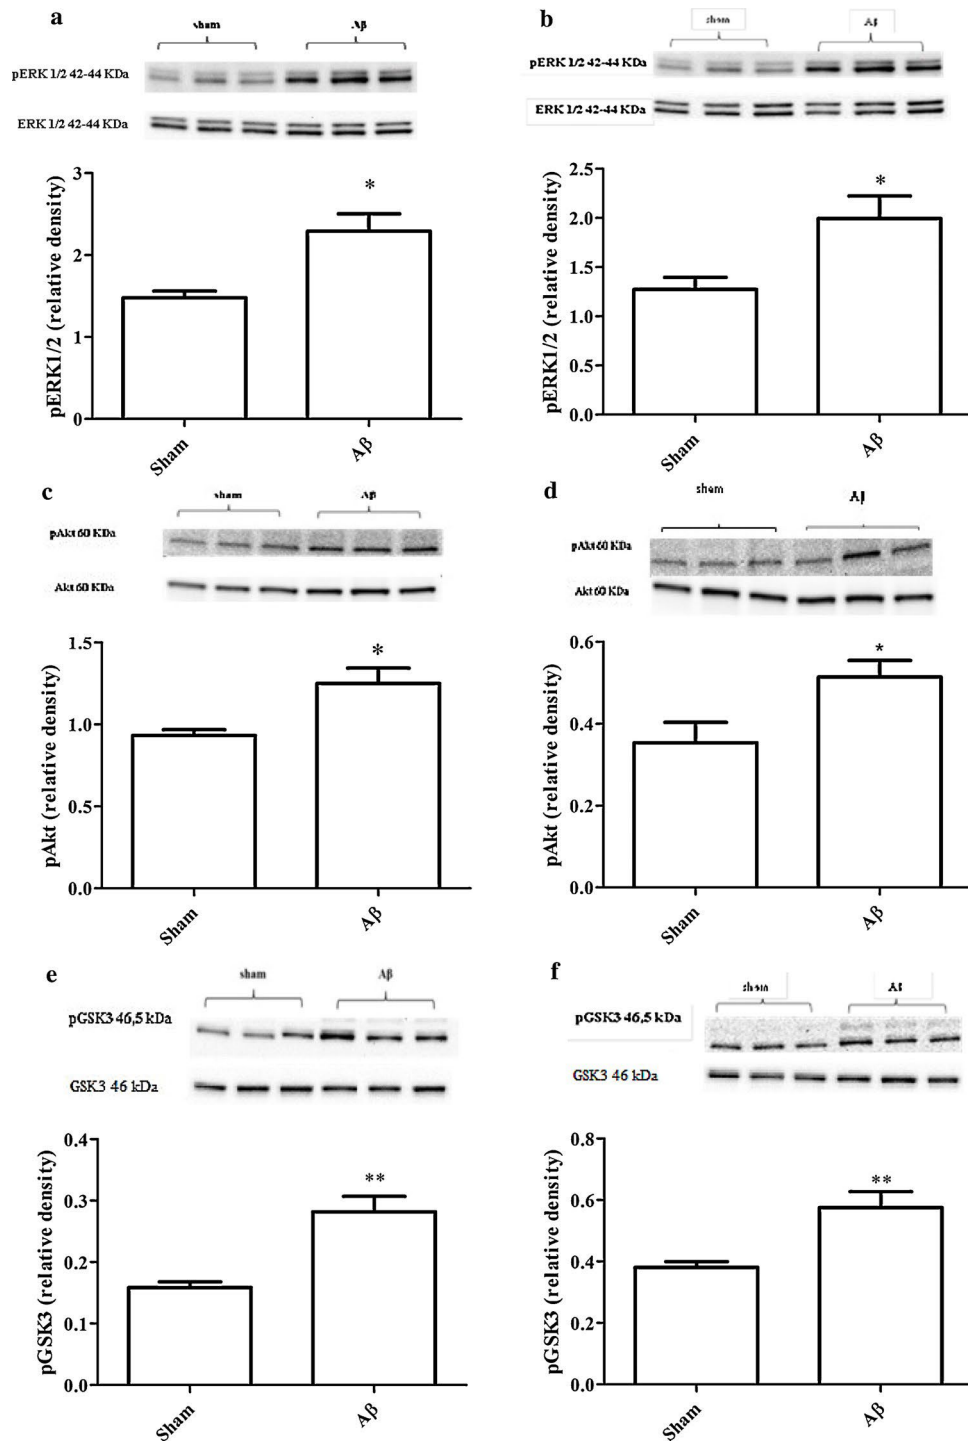 a
sham Aβ
pERK 1/2 42-44 KDa
ERK 1/2 42-44 KDa
pERK1/2 (relative density)
3
2
1
0
*
Sham Aβ
b
sham Aβ
pERK 1/2 42-44 KDa
ERK 1/2 42-44 KDa
pERK1/2 (relative density)
2.5
2.0
1.5
1.0
0.5
0.0
*
Sham Aβ
c
sham Aβ
pAkt 60 KDa
Akt 60 KDa
pAkt (relative density)
1.5
1.0
0.5
0.0
*
Sham Aβ
d
sham Aβ
pAkt 60 KDa
Akt 60 KDa
pAkt (relative density)
0.6
0.4
0.2
0.0
*
Sham Aβ
e
sham Aβ
pGSK3 46,5 kDa
GSK3 46 kDa
pGSK3 (relative density)
0.4
0.3
0.2
0.1
0.0
**
Sham Aβ
f
sham Aβ
pGSK3 46,5 kDa
GSK3 46 kDa
pGSK3 (relative density)
0.8
0.6
0.4
0.2
0.0
**
Sham Aβ